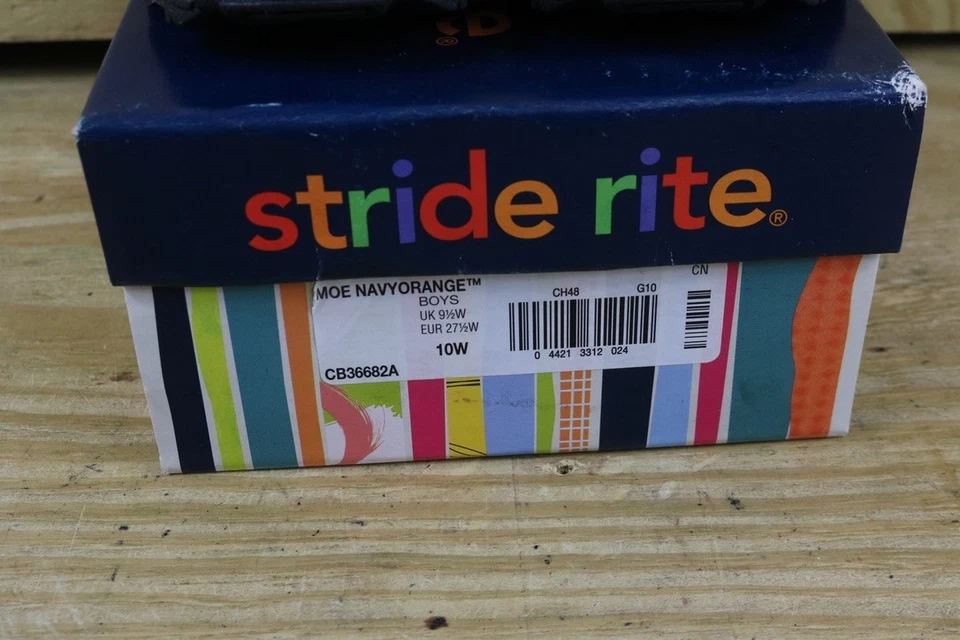 stride rite®
MOE NAVYORANGE™
BOYS
UK 9½W
EUR 27½W
10W
CB36682A
CH48 G10
0 4421 3312 024
CN